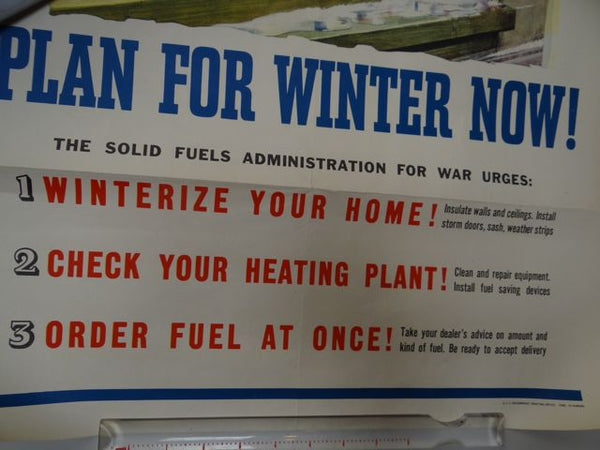 PLAN FOR WINTER NOW!
THE SOLID FUELS ADMINISTRATION FOR WAR URGES:
1 WINTERIZE YOUR HOME! Insulate walls and ceilings. Install
storm doors, sash, weather strips
2 CHECK YOUR HEATING PLANT! Clean and repair equipment.
Install fuel saving devices
3 ORDER FUEL AT ONCE! Take your dealer's advice on amount and
kind of fuel. Be ready to accept delivery